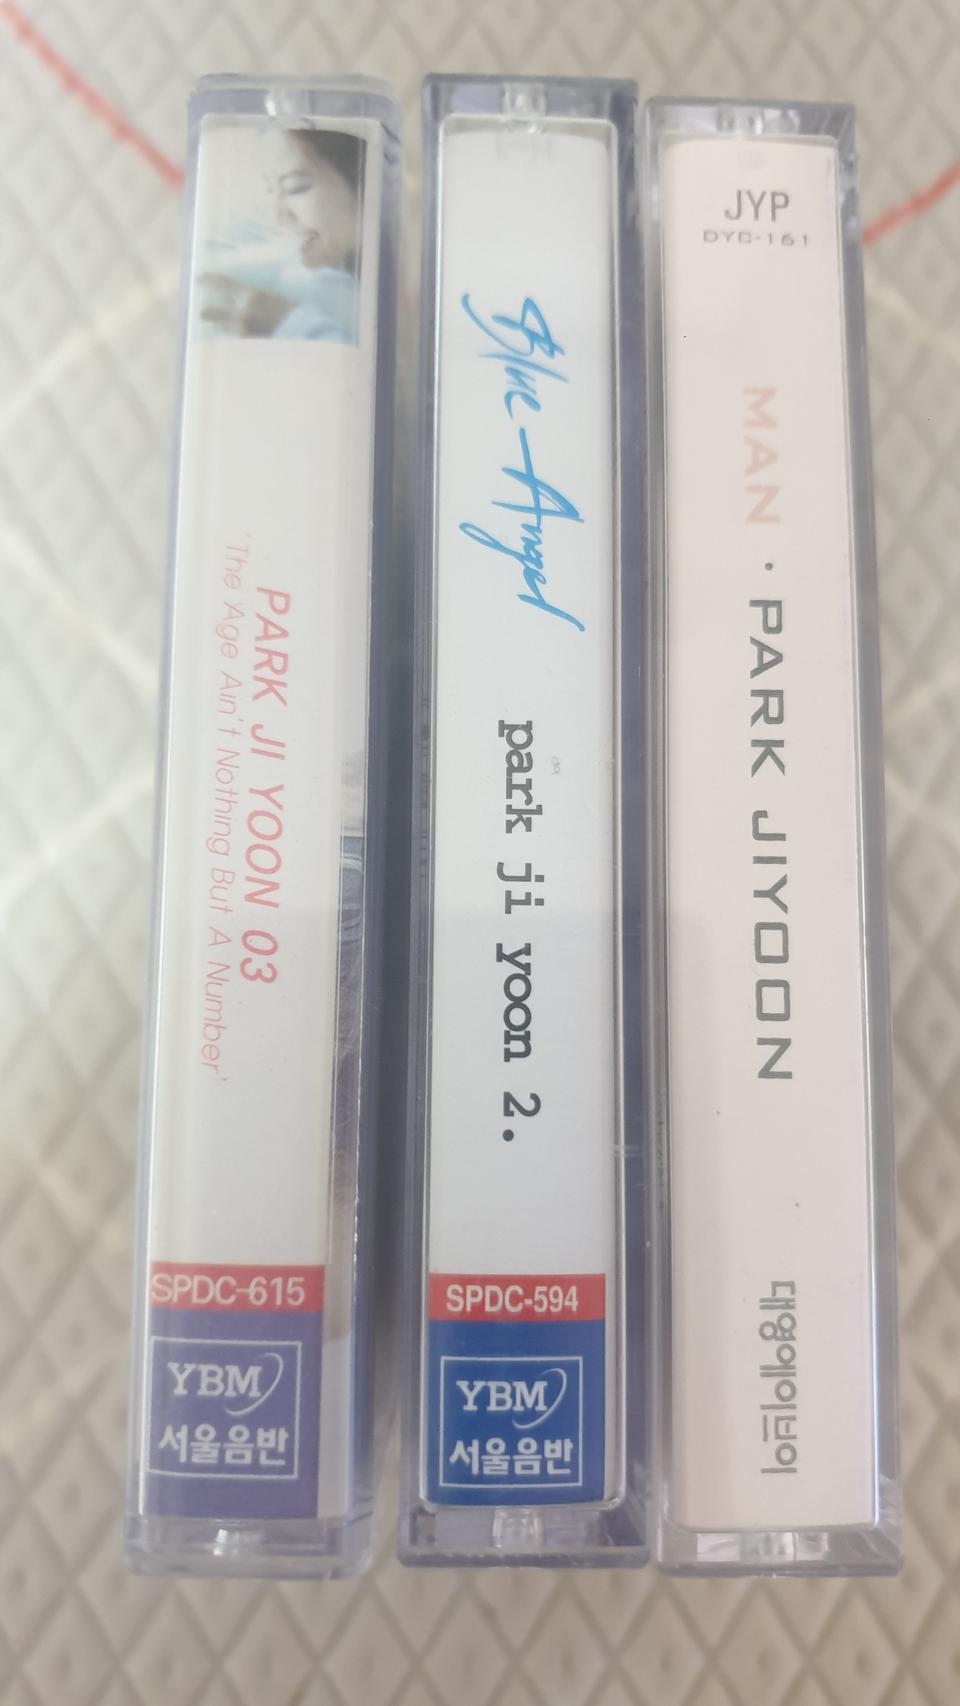 PARK JI YOON 03
'The 'Age Ain't Nothing But A Number'
SPDC-615
YBM
서울음반
Blue Angel
park ji yoon 2.
SPDC-594
YBM
서울음반
JYP
DYC-161
MAN · PARK JIYOON
대영에이브이